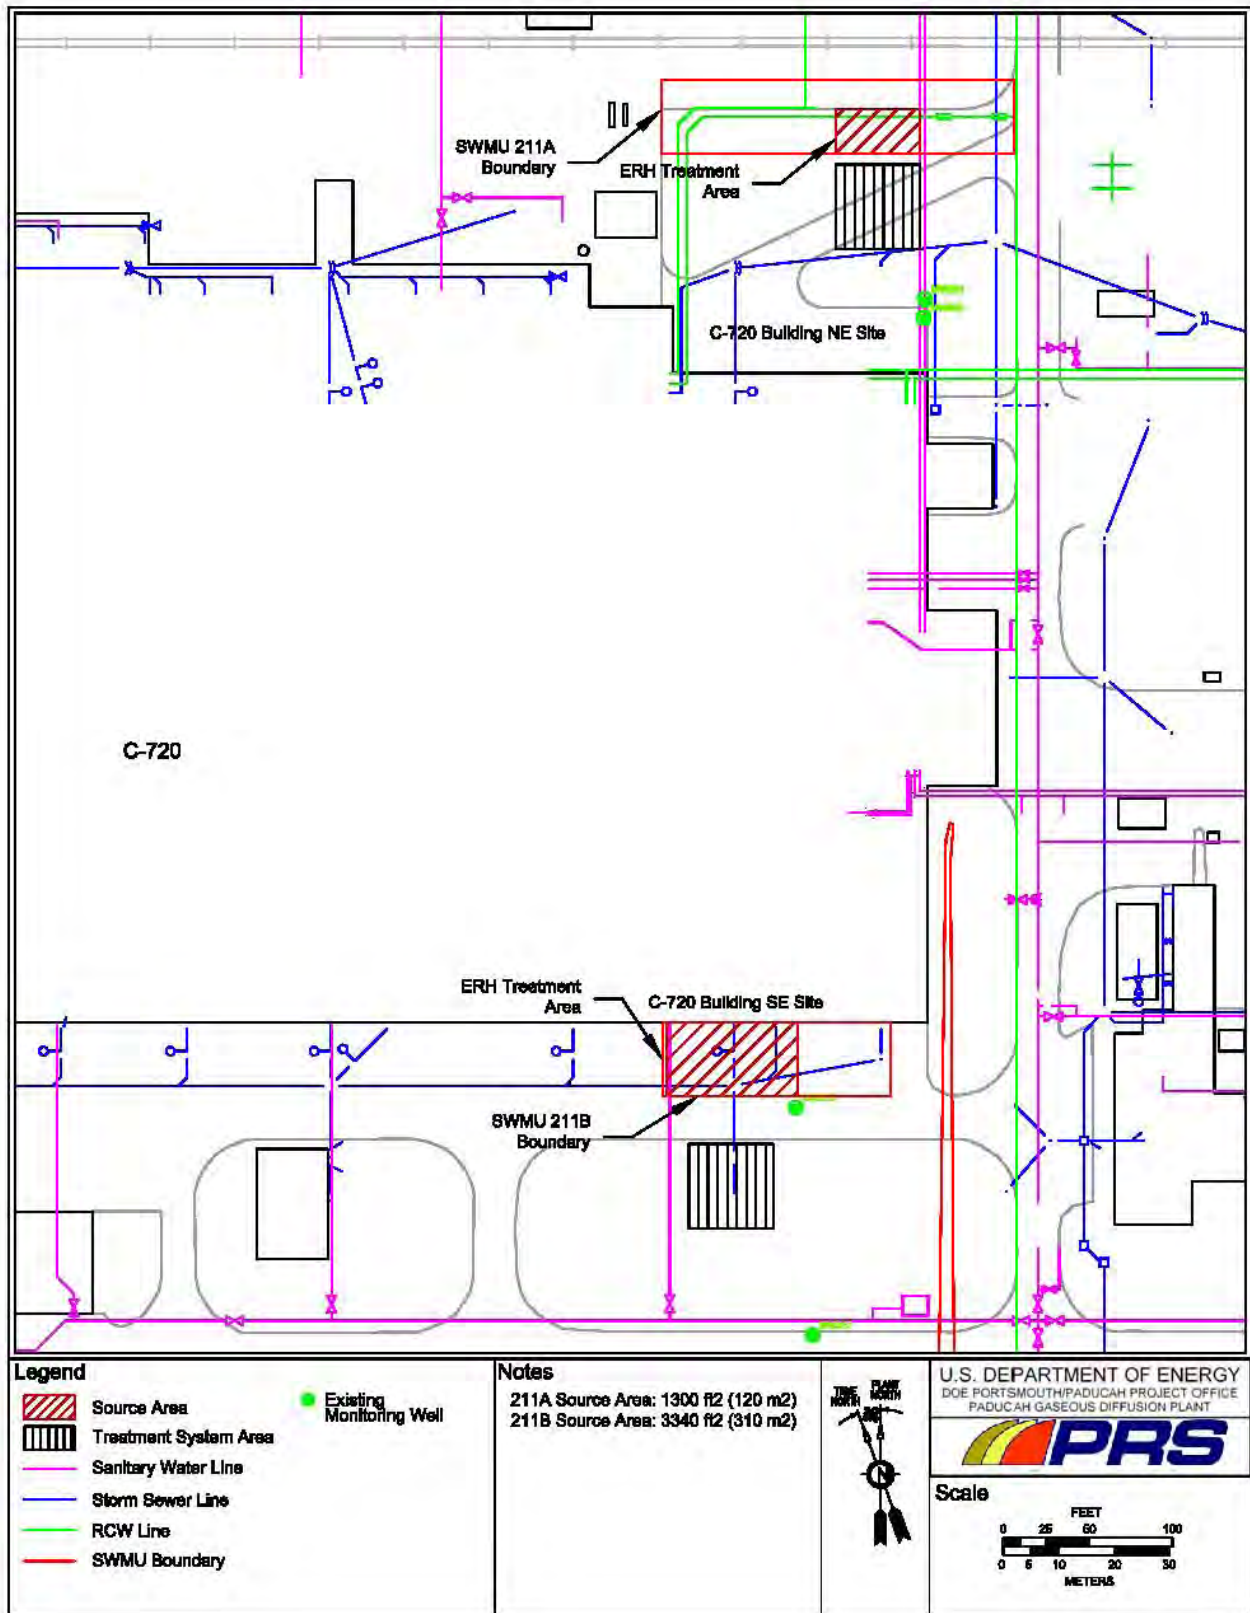 SWMU 211A
Boundary
ERH Treatment
Area
C-720 Building NE Site
C-720
ERH Treatment
Area
C-720 Building SE Site
SWMU 211B
Boundary
Legend
Source Area
Existing
Monitoring Well
Treatment System Area
Sanitary Water Line
Storm Sewer Line
RCW Line
SWMU Boundary
Notes
211A Source Area: 1300 ft2 (120 m2)
211B Source Area: 3340 ft2 (310 m2)
TRUE
NORTH
PLANT
NORTH
N
U.S. DEPARTMENT OF ENERGY
DOE PORTSMOUTH/PADUCAH PROJECT OFFICE
PADUCAH GASEOUS DIFFUSION PLANT
PRS
Scale
FEET
0 25 50 100
0 5 10 20 30
METERS